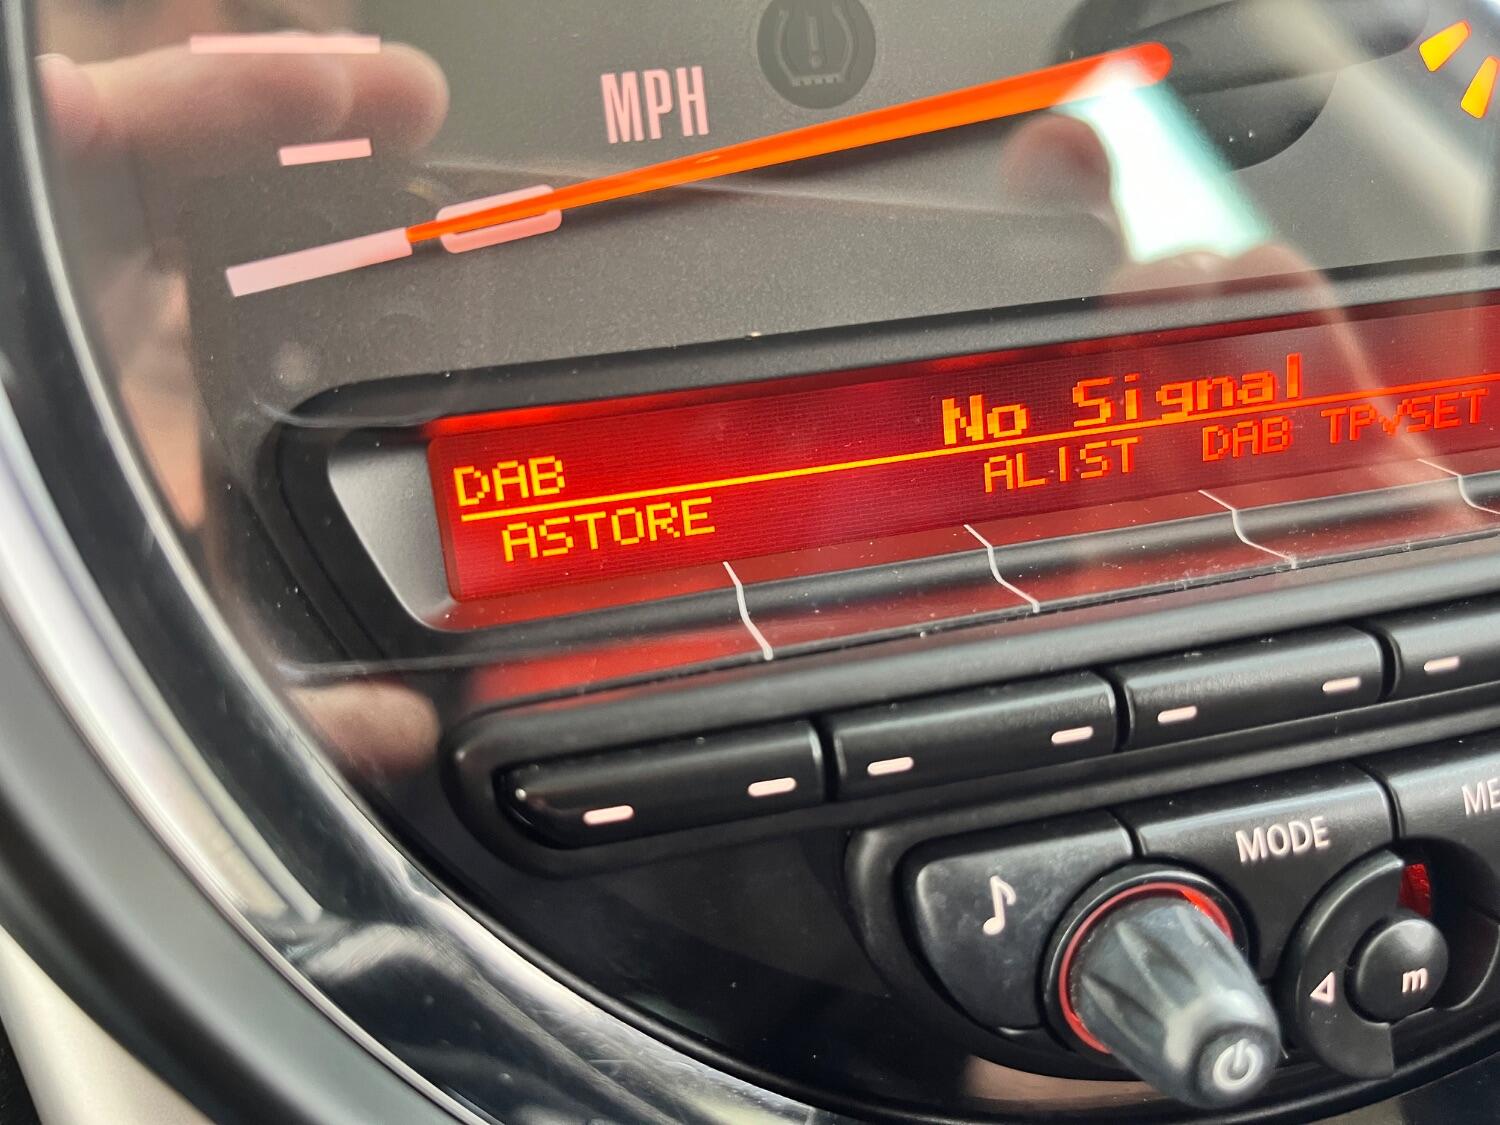 MPH
No Signal
DAB
ASTORE ALIST DAB TP√SET
MODE
m